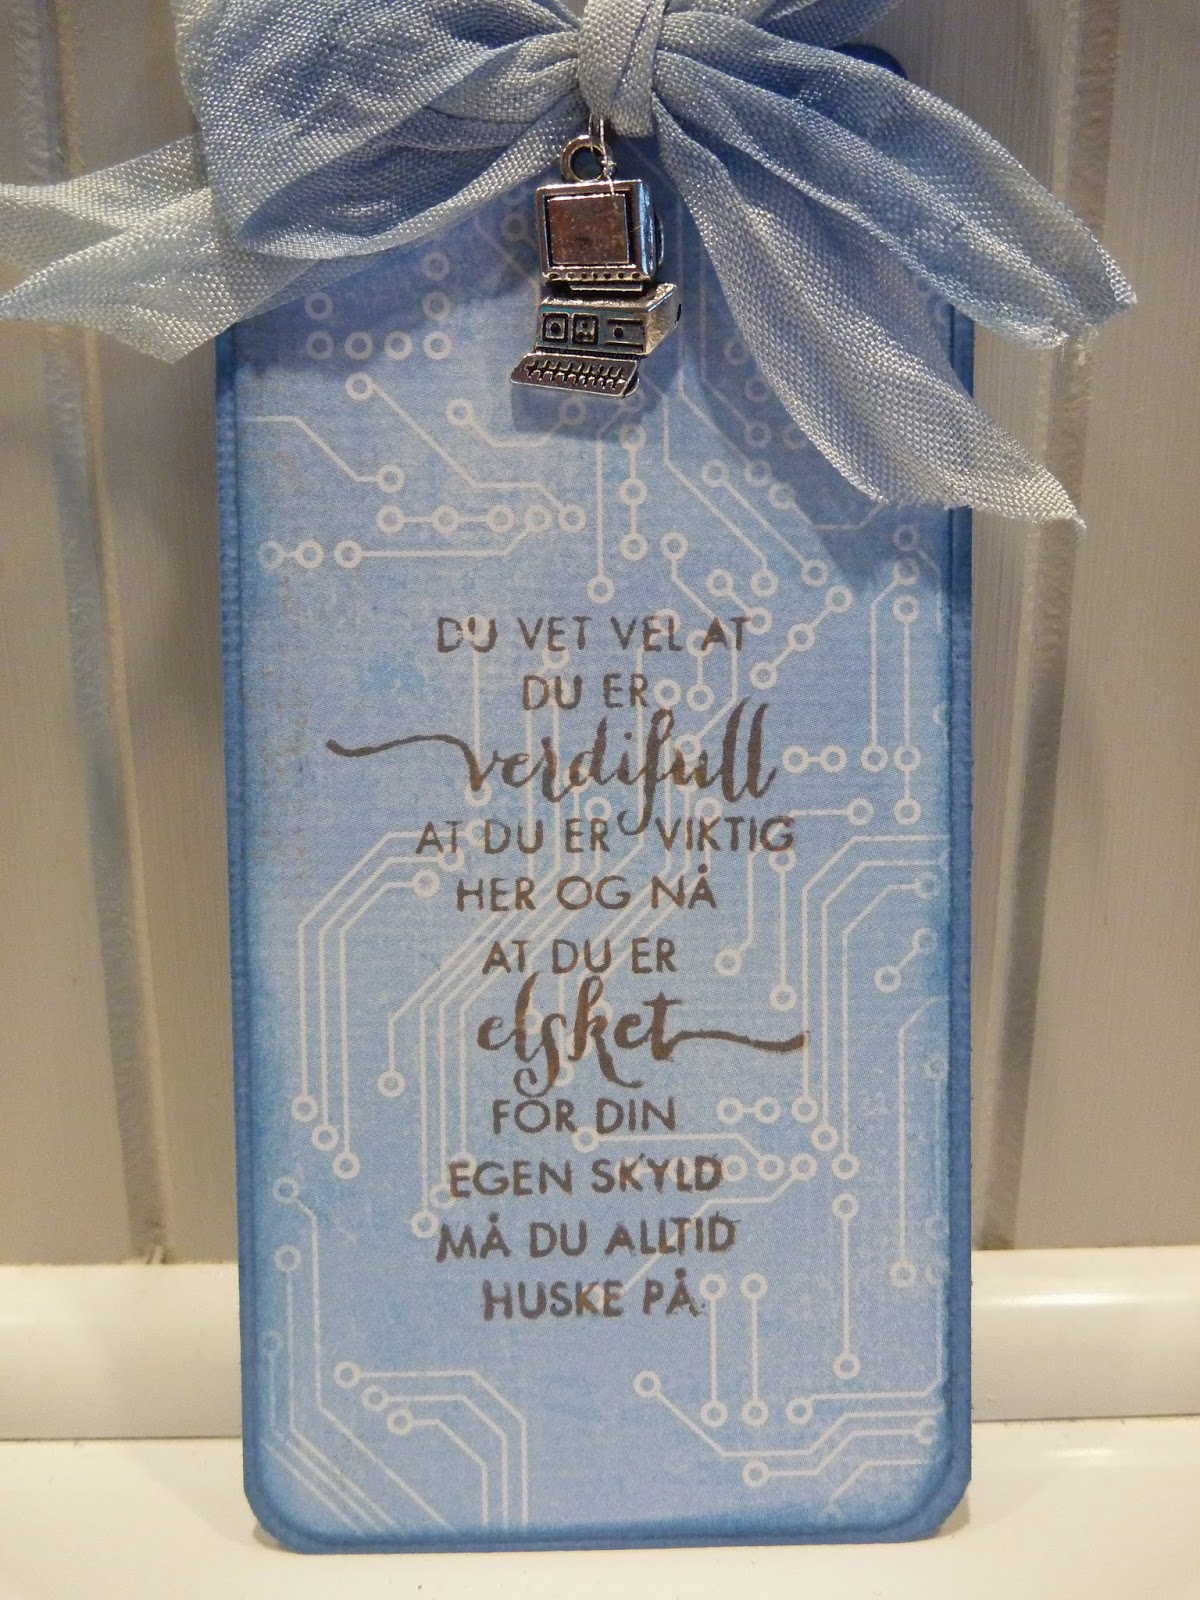 DU VET VEL AT
DU ER
verdifull
AT DU ER VIKTIG
HER OG NÅ
AT DU ER
elsket
FOR DIN
EGEN SKYLD
MÅ DU ALLTID
HUSKE PÅ